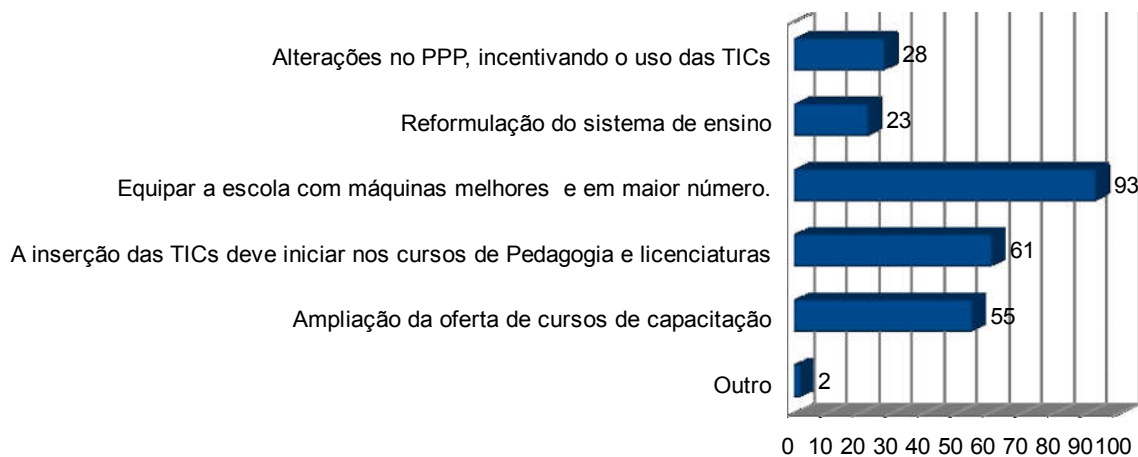 Alterações no PPP, incentivando o uso das TICs 28
Reformulação do sistema de ensino 23
Equipar a escola com máquinas melhores  e em maior número. 93
A inserção das TICs deve iniciar nos cursos de Pedagogia e licenciaturas 61
Ampliação da oferta de cursos de capacitação 55
Outro 2
0 10 20 30 40 50 60 70 80 90 100